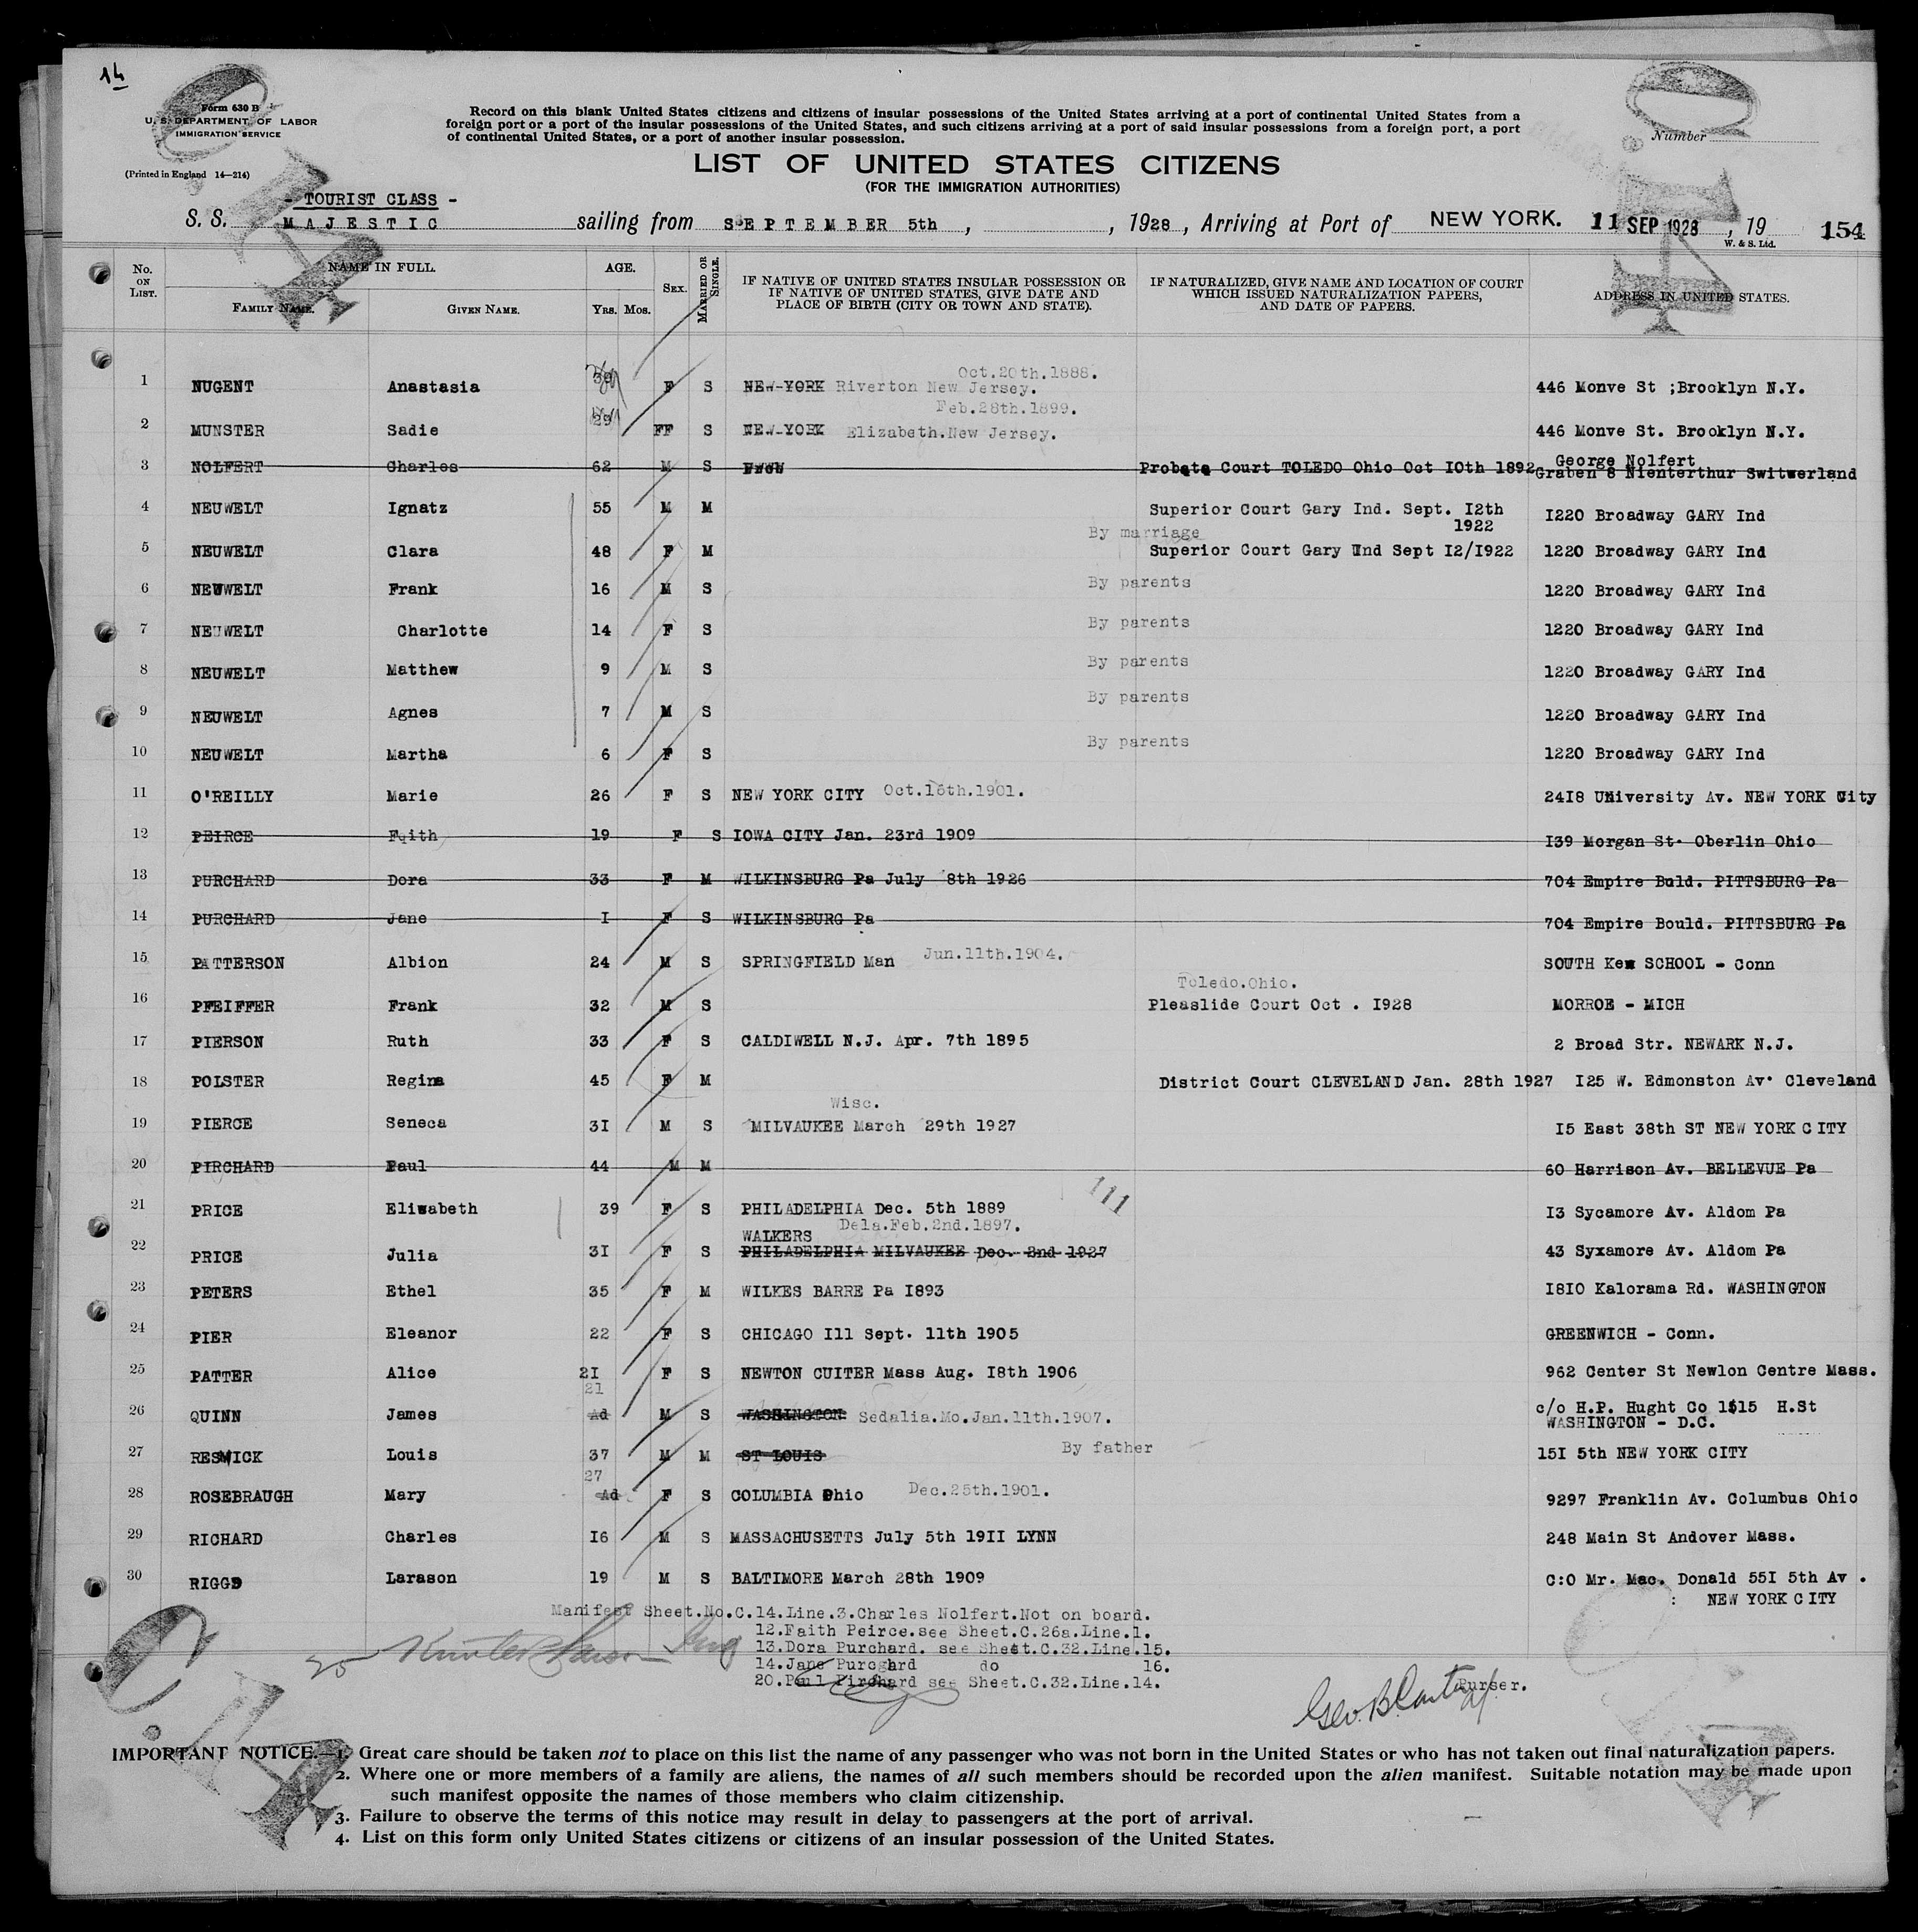 14
Form 630 B
U. S. DEPARTMENT OF LABOR
IMMIGRATION SERVICE
(Printed in England 14—214)
Record on this blank United States citizens and citizens of insular possessions of the United States arriving at a port of continental United States from a
foreign port or a port of the insular possessions of the United States, and such citizens arriving at a port of said insular possessions from a foreign port, a port
of continental United States, or a port of another insular possession.
Number
LIST OF UNITED STATES CITIZENS
(FOR THE IMMIGRATION AUTHORITIES)
- TOURIST CLASS -
S. S. MAJESTIC sailing from SEPTEMBER 5th , , 1928 , Arriving at Port of NEW YORK. 11 SEP 1928 , 19 154
W. & S. Ltd.
No. ON LIST. NAME IN FULL. AGE. SEX. MARRIED OR SINGLE. IF NATIVE OF UNITED STATES INSULAR POSSESSION OR IF NATIVE OF UNITED STATES, GIVE DATE AND PLACE OF BIRTH (CITY OR TOWN AND STATE). IF NATURALIZED, GIVE NAME AND LOCATION OF COURT WHICH ISSUED NATURALIZATION PAPERS, AND DATE OF PAPERS. ADDRESS IN UNITED STATES.
FAMILY NAME. GIVEN NAME. YRS. MOS.
Oct.20th.1888.
1 NUGENT Anastasia F S NEW-YORK Riverton New Jersey. 446 Monve St ;Brooklyn N.Y.
Feb.28th.1899.
2 MUNSTER Sadie 29 FF S NEW-YORK Elizabeth.New Jersey. 446 Monve St. Brooklyn N.Y.
George Nolfert
3 NOLFERT Charles 62 M S Probate Court TOLEDO Ohio Oct IOth 1892 Graben 8 Nienterthur Switwerland
4 NEUWELT Ignatz 55 M M Superior Court Gary Ind. Sept. I2th 1922 I220 Broadway GARY Ind
By marriage
5 NEUWELT Clara 48 F M Superior Court Gary Ind Sept I2/I922 1220 Broadway GARY Ind
6 NEUWELT Frank 16 M S By parents 1220 Broadway GARY Ind
7 NEUWELT Charlotte 14 F S By parents 1220 Broadway GARY Ind
8 NEUWELT Matthew 9 M S By parents 1220 Broadway GARY Ind
9 NEUWELT Agnes 7 M S By parents 1220 Broadway GARY Ind
10 NEUWELT Martha 6 F S By parents 1220 Broadway GARY Ind
11 O'REILLY Marie 26 F S NEW YORK CITY Oct.16th.1901. 24I8 University Av. NEW YORK City
12 PEIRCE Faith 19 F S IOWA CITY Jan. 23rd 1909 I39 Morgan St. Oberlin Ohio
13 PURCHARD Dora 33 F M WILKINSBURG Pa July 8th 1926 704 Empire Buld. PITTSBURG Pa
14 PURCHARD Jane I F S WILKINSBURG Pa 704 Empire Bould. PITTSBURG Pa
15 PATTERSON Albion 24 M S SPRINGFIELD Man Jun.11th.1904. SOUTH Kem SCHOOL - Conn
Toledo.Ohio.
16 PFEIFFER Frank 32 M S Pleaslide Court Oct . I928 MORROE - MICH
17 PIERSON Ruth 33 F S CALDIWELL N.J. Apr. 7th 1895 2 Broad Str. NEWARK N.J.
18 POLSTER Regina 45 F M District Court CLEVELAND Jan. 28th 1927 I25 W. Edmonston Av. Cleveland
Wisc.
19 PIERCE Seneca 3I M S MILVAUKEE March 29th 1927 I5 East 38th ST NEW YORK CITY
20 PIRCHARD Paul 44 M M 60 Harrison Av. BELLEVUE Pa
111
21 PRICE Eliwabeth 39 F S PHILADELPHIA Dec. 5th 1889 I3 Sycamore Av. Aldom Pa
WALKERS Dela.Feb.2nd.1897.
22 PRICE Julia 3I F S PHILADELPHIA MILVAUKEE Dec. 2nd 1927 43 Syxamore Av. Aldom Pa
23 PETERS Ethel 35 F M WILKES BARRE Pa I893 I8IO Kalorama Rd. WASHINGTON
24 PIER Eleanor 22 F S CHICAGO Ill Sept. 11th 1905 GREENWICH - Conn.
25 PATTER Alice 2I F S NEWTON CUITER Mass Aug. I8th 1906 962 Center St Newlon Centre Mass.
21
26 QUINN James Ad M S WASHINGTON Sedalia.Mo.Jan.11th.1907. c/o H.P. Hught Co 1$15 H.St
WASHINGTON - D.C.
27 RESWICK Louis 37 M M ST LOUIS By father 15I 5th NEW YORK CITY
27
28 ROSEBRAUGH Mary Ad F S COLUMBIA Ohio Dec.25th.1901. 9297 Franklin Av. Columbus Ohio
29 RICHARD Charles I6 M S MASSACHUSETTS July 5th 19II LYNN 248 Main St Andover Mass.
30 RIGGS Larason 19 M S BALTIMORE March 28th 1909 C:O Mr. Mac. Donald 55I 5th Av .
: NEW YORK CITY
Manifest Sheet.No.C.14.Line.3.Charles Nolfert.Not on board.
12.Faith Peirce.see Sheet.C.26a.Line.1.
13.Dora Purchard. see Sheet.C.32.Line.15.
14.Jane Purchard do 16.
20.Paul Pirchard see Sheet.C.32.Line.14.
25
Purser.
IMPORTANT NOTICE.—1. Great care should be taken not to place on this list the name of any passenger who was not born in the United States or who has not taken out final naturalization papers.
2. Where one or more members of a family are aliens, the names of all such members should be recorded upon the alien manifest. Suitable notation may be made upon
such manifest opposite the names of those members who claim citizenship.
3. Failure to observe the terms of this notice may result in delay to passengers at the port of arrival.
4. List on this form only United States citizens or citizens of an insular possession of the United States.
C.14